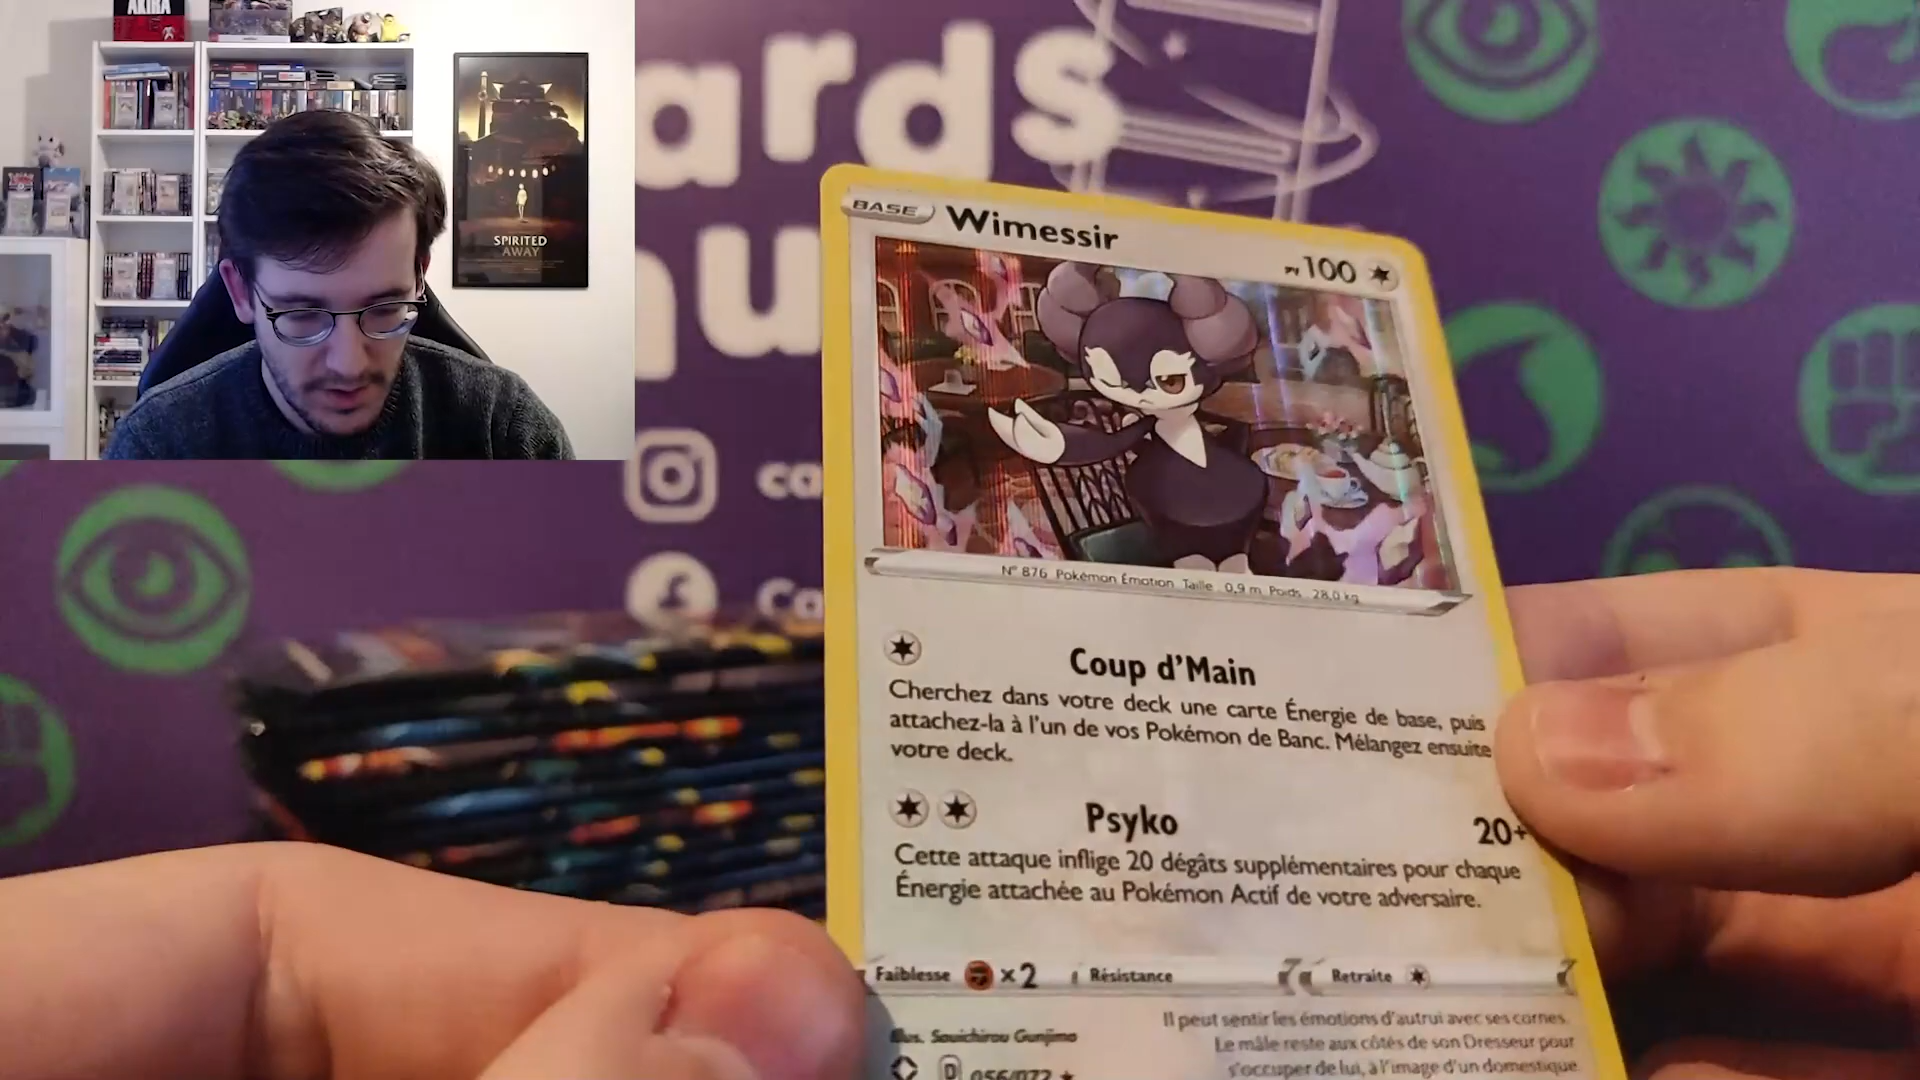 AKIRA
SPIRITED
AWAY
ards
BASE Wimessir
PV 100
N° 876 Pokémon Émotion Taille : 0,9 m Poids : 28,0 kg
Coup d'Main
Cherchez dans votre deck une carte Énergie de base, puis
attachez-la à l'un de vos Pokémon de Banc. Mélangez ensuite
votre deck.
Psyko 20+
Cette attaque inflige 20 dégâts supplémentaires pour chaque
Énergie attachée au Pokémon Actif de votre adversaire.
Faiblesse ×2 Résistance Retraite
Illus. Souichirou Gunjima
D 056/072 ★
Il peut sentir les émotions d'autrui avec ses cornes.
Le mâle reste aux côtés de son Dresseur pour
s'occuper de lui, à l'image d'un domestique.